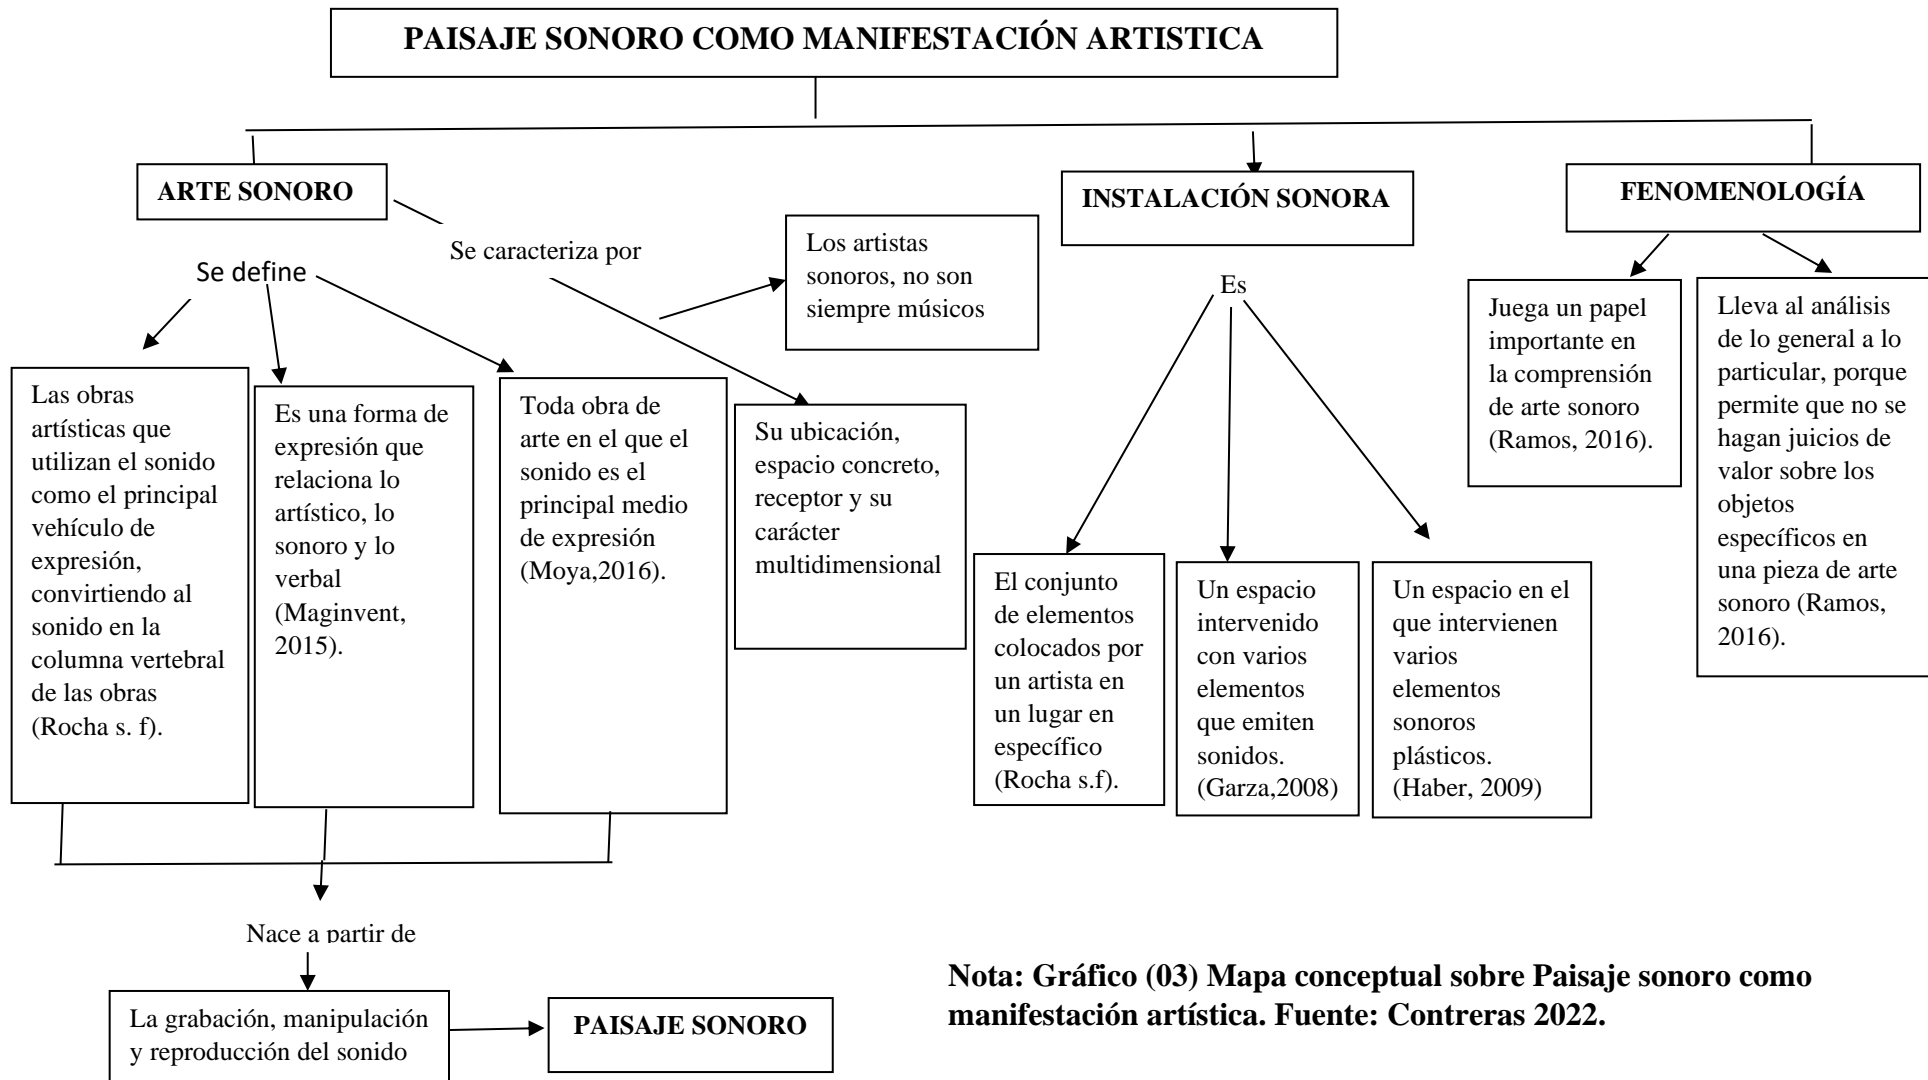 PAISAJE SONORO COMO MANIFESTACIÓN ARTISTICA
ARTE SONORO
Se define
Las obras
artísticas que
utilizan el sonido
como el principal
vehículo de
expresión,
convirtiendo al
sonido en la
columna vertebral
de las obras
(Rocha s. f).
Es una forma de
expresión que
relaciona lo
artístico, lo
sonoro y lo
verbal
(Maginvent,
2015).
Toda obra de
arte en el que el
sonido es el
principal medio
de expresión
(Moya,2016).
Se caracteriza por
Los artistas
sonoros, no son
siempre músicos
Su ubicación,
espacio concreto,
receptor y su
carácter
multidimensional
INSTALACIÓN SONORA
Es
El conjunto
de elementos
colocados por
un artista en
un lugar en
específico
(Rocha s.f).
Un espacio
intervenido
con varios
elementos
que emiten
sonidos.
(Garza,2008)
Un espacio en el
que intervienen
varios
elementos
sonoros
plásticos.
(Haber, 2009)
FENOMENOLOGÍA
Juega un papel
importante en
la comprensión
de arte sonoro
(Ramos, 2016).
Lleva al análisis
de lo general a lo
particular, porque
permite que no se
hagan juicios de
valor sobre los
objetos
específicos en
una pieza de arte
sonoro (Ramos,
2016).
Nace a partir de
La grabación, manipulación
y reproducción del sonido
PAISAJE SONORO
Nota: Gráfico (03) Mapa conceptual sobre Paisaje sonoro como
manifestación artística. Fuente: Contreras 2022.